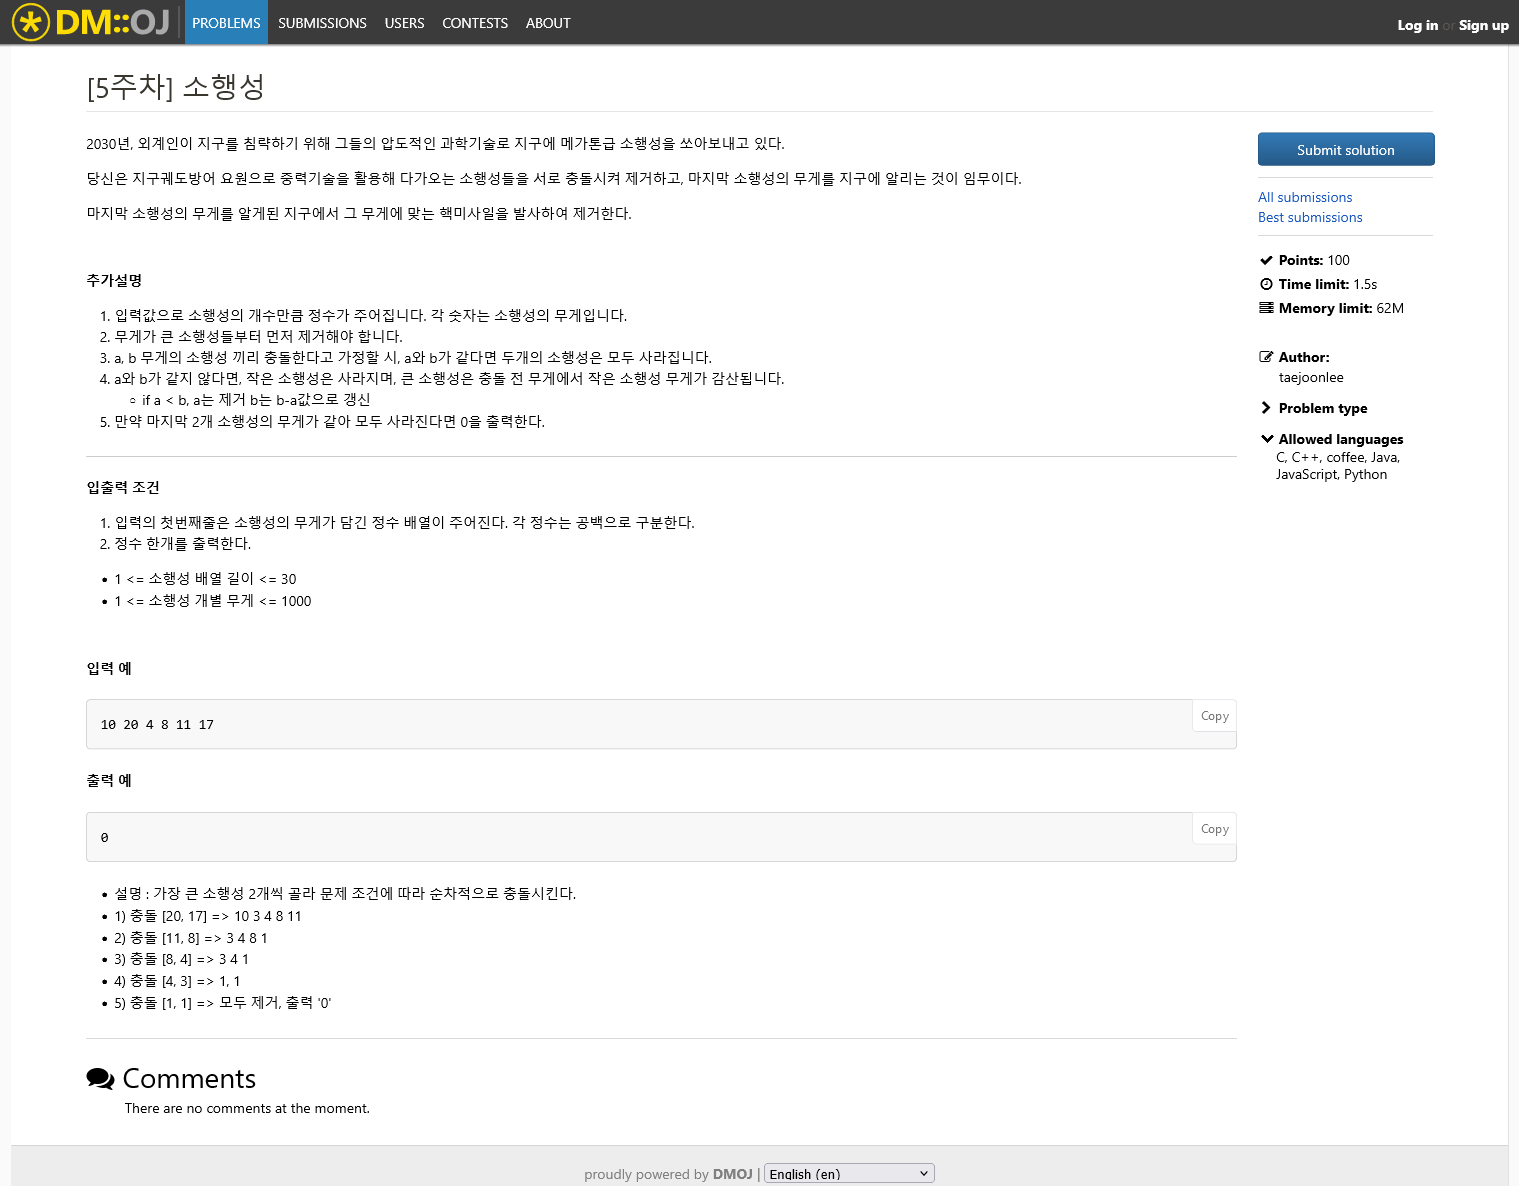 DM::OJ PROBLEMS SUBMISSIONS USERS CONTESTS ABOUT Log in or Sign up
[5주차] 소행성
2030년, 외계인이 지구를 침략하기 위해 그들의 압도적인 과학기술로 지구에 메가톤급 소행성을 쏘아보내고 있다.
당신은 지구궤도방어 요원으로 중력기술을 활용해 다가오는 소행성들을 서로 충돌시켜 제거하고, 마지막 소행성의 무게를 지구에 알리는 것이 임무이다.
마지막 소행성의 무게를 알게된 지구에서 그 무게에 맞는 핵미사일을 발사하여 제거한다.
추가설명
1. 입력값으로 소행성의 개수만큼 정수가 주어집니다. 각 숫자는 소행성의 무게입니다.
2. 무게가 큰 소행성들부터 먼저 제거해야 합니다.
3. a, b 무게의 소행성 끼리 충돌한다고 가정할 시, a와 b가 같다면 두개의 소행성은 모두 사라집니다.
4. a와 b가 같지 않다면, 작은 소행성은 사라지며, 큰 소행성은 충돌 전 무게에서 작은 소행성 무게가 감산됩니다.
○ if a < b, a는 제거 b는 b-a값으로 갱신
5. 만약 마지막 2개 소행성의 무게가 같아 모두 사라진다면 0을 출력한다.
입출력 조건
1. 입력의 첫번째줄은 소행성의 무게가 담긴 정수 배열이 주어진다. 각 정수는 공백으로 구분한다.
2. 정수 한개를 출력한다.
• 1 <= 소행성 배열 길이 <= 30
• 1 <= 소행성 개별 무게 <= 1000
입력 예
Copy
10 20 4 8 11 17
출력 예
Copy
0
• 설명 : 가장 큰 소행성 2개씩 골라 문제 조건에 따라 순차적으로 충돌시킨다.
• 1) 충돌 [20, 17] => 10 3 4 8 11
• 2) 충돌 [11, 8] => 3 4 8 1
• 3) 충돌 [8, 4] => 3 4 1
• 4) 충돌 [4, 3] => 1, 1
• 5) 충돌 [1, 1] => 모두 제거, 출력 '0'
Submit solution
All submissions
Best submissions
Points: 100
Time limit: 1.5s
Memory limit: 62M
Author:
taejoonlee
Problem type
Allowed languages
C, C++, coffee, Java,
JavaScript, Python
Comments
There are no comments at the moment.
proudly powered by DMOJ | English (en)